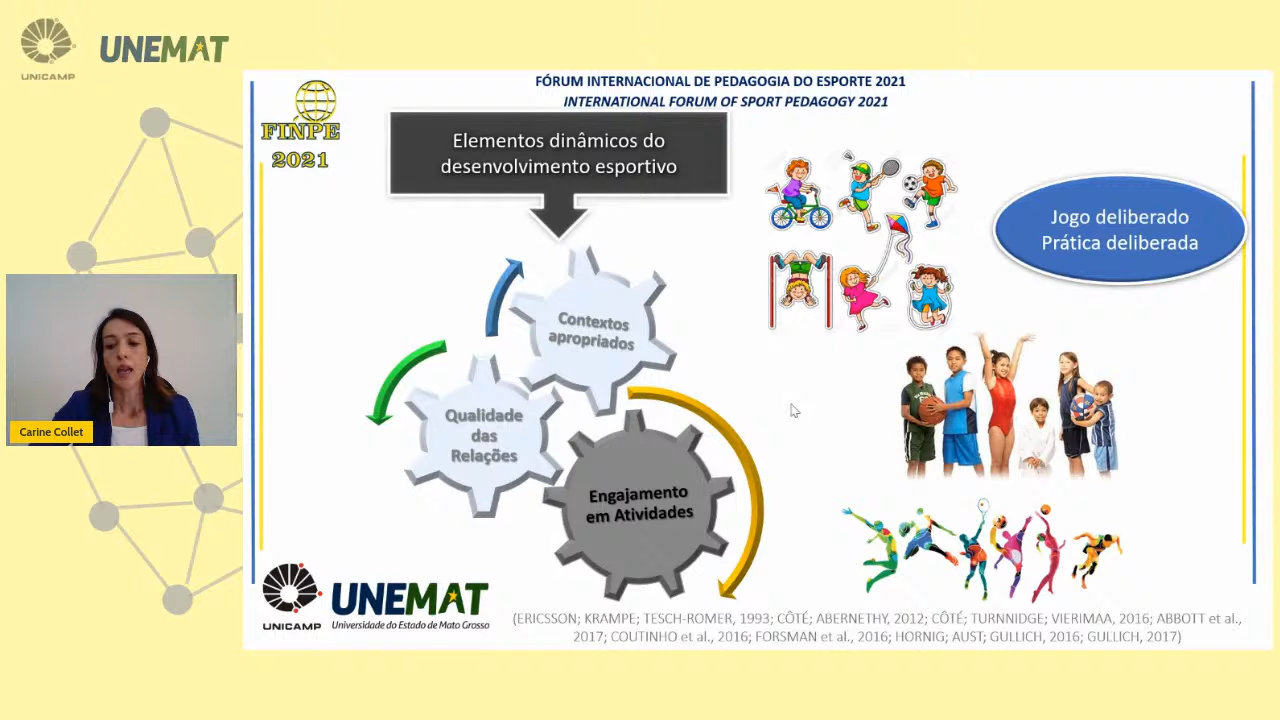 UNICAMP
UNEMAT
FÓRUM INTERNACIONAL DE PEDAGOGIA DO ESPORTE 2021
INTERNATIONAL FORUM OF SPORT PEDAGOGY 2021
FINPE
2021
Elementos dinâmicos do
desenvolvimento esportivo
Jogo deliberado
Prática deliberada
Contextos
apropriados
Qualidade
das
Relações
Engajamento
em Atividades
Carine Collet
UNICAMP
UNEMAT
Universidade do Estado de Mato Grosso
(ERICSSON; KRAMPE; TESCH-ROMER, 1993; CÔTÉ; ABERNETHY, 2012; CÔTÉ; TURNNIDGE; VIERIMAA, 2016; ABBOTT et al.,
2017; COUTINHO et al., 2016; FORSMAN et al., 2016; HORNIG; AUST; GULLICH, 2016; GULLICH, 2017)